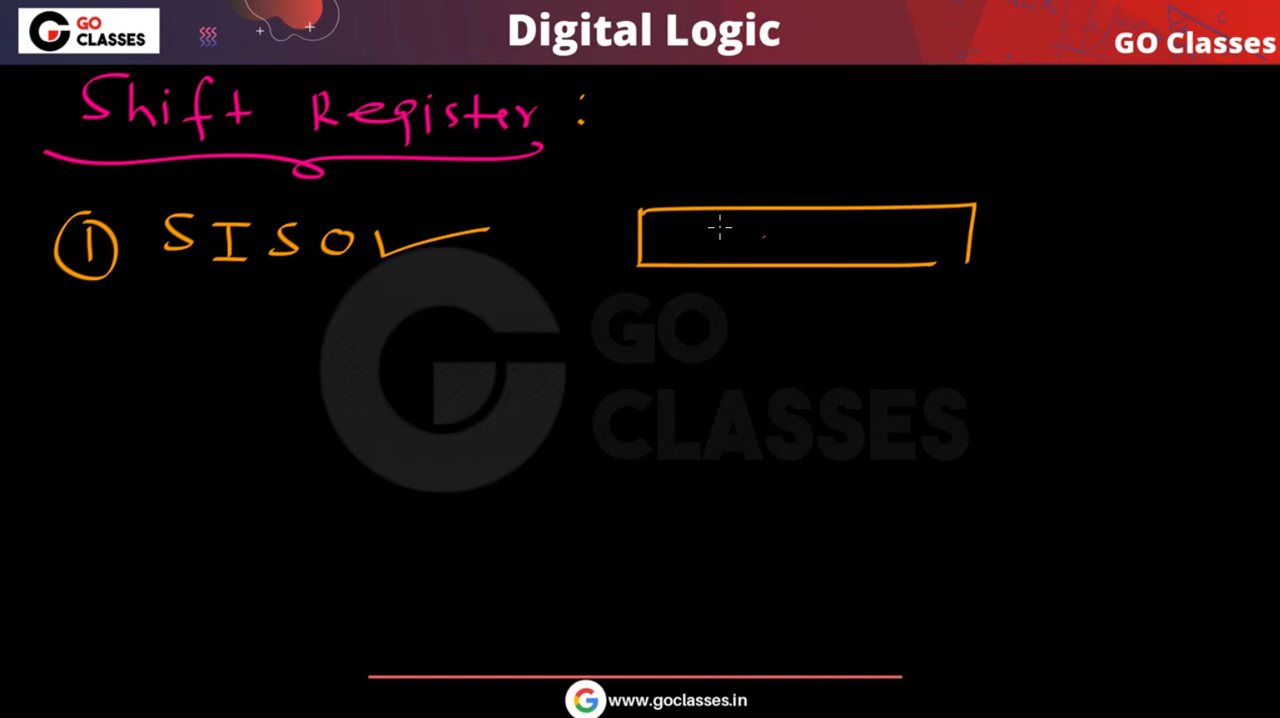 GO
CLASSES
Digital Logic
GO Classes
Shift Register :
① SISO ✓
GO
CLASSES
www.goclasses.in